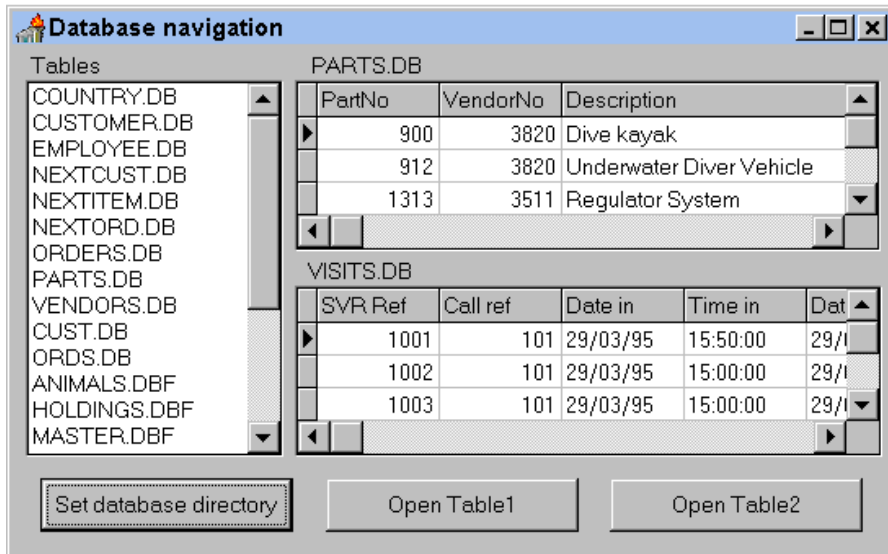 Database navigation
Tables
COUNTRY.DB
CUSTOMER.DB
EMPLOYEE.DB
NEXTCUST.DB
NEXTITEM.DB
NEXTORD.DB
ORDERS.DB
PARTS.DB
VENDORS.DB
CUST.DB
ORDS.DB
ANIMALS.DBF
HOLDINGS.DBF
MASTER.DBF
PARTS.DB
PartNo VendorNo Description
900 3820 Dive kayak
912 3820 Underwater Diver Vehicle
1313 3511 Regulator System
VISITS.DB
SVR Ref Call ref Date in Time in Dat
1001 101 29/03/95 15:50:00 29/
1002 101 29/03/95 15:00:00 29/
1003 101 29/03/95 15:00:00 29/
Set database directory Open Table1 Open Table2